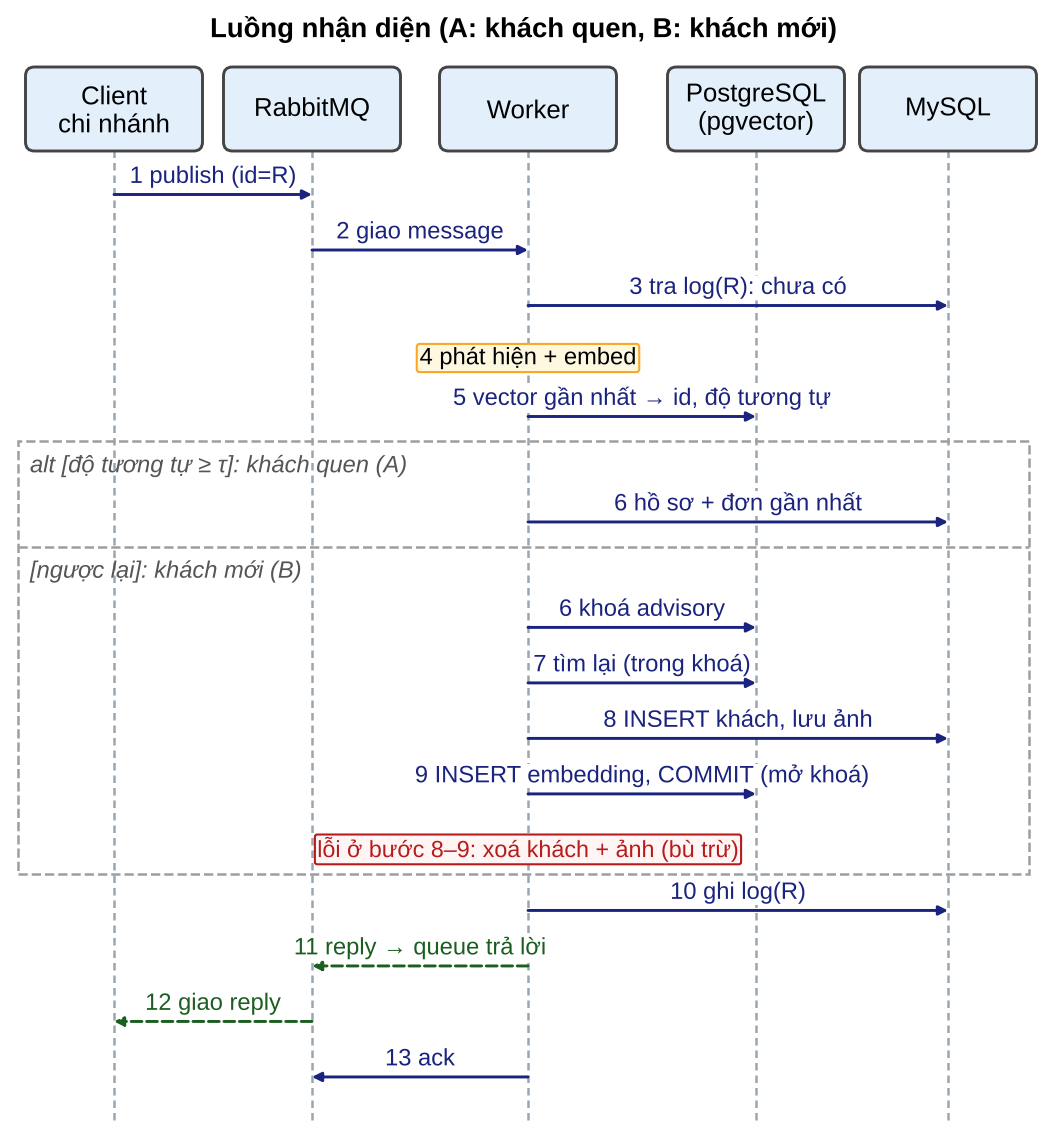 Luồng nhận diện (A: khách quen, B: khách mới)
Client
chi nhánh
RabbitMQ
Worker
PostgreSQL
(pgvector)
MySQL
1 publish (id=R)
2 giao message
3 tra log(R): chưa có
4 phát hiện + embed
5 vector gần nhất → id, độ tương tự
alt [độ tương tự ≥ τ]: khách quen (A)
6 hồ sơ + đơn gần nhất
[ngược lại]: khách mới (B)
6 khoá advisory
7 tìm lại (trong khoá)
8 INSERT khách, lưu ảnh
9 INSERT embedding, COMMIT (mở khoá)
lỗi ở bước 8–9: xoá khách + ảnh (bù trừ)
10 ghi log(R)
11 reply → queue trả lời
12 giao reply
13 ack